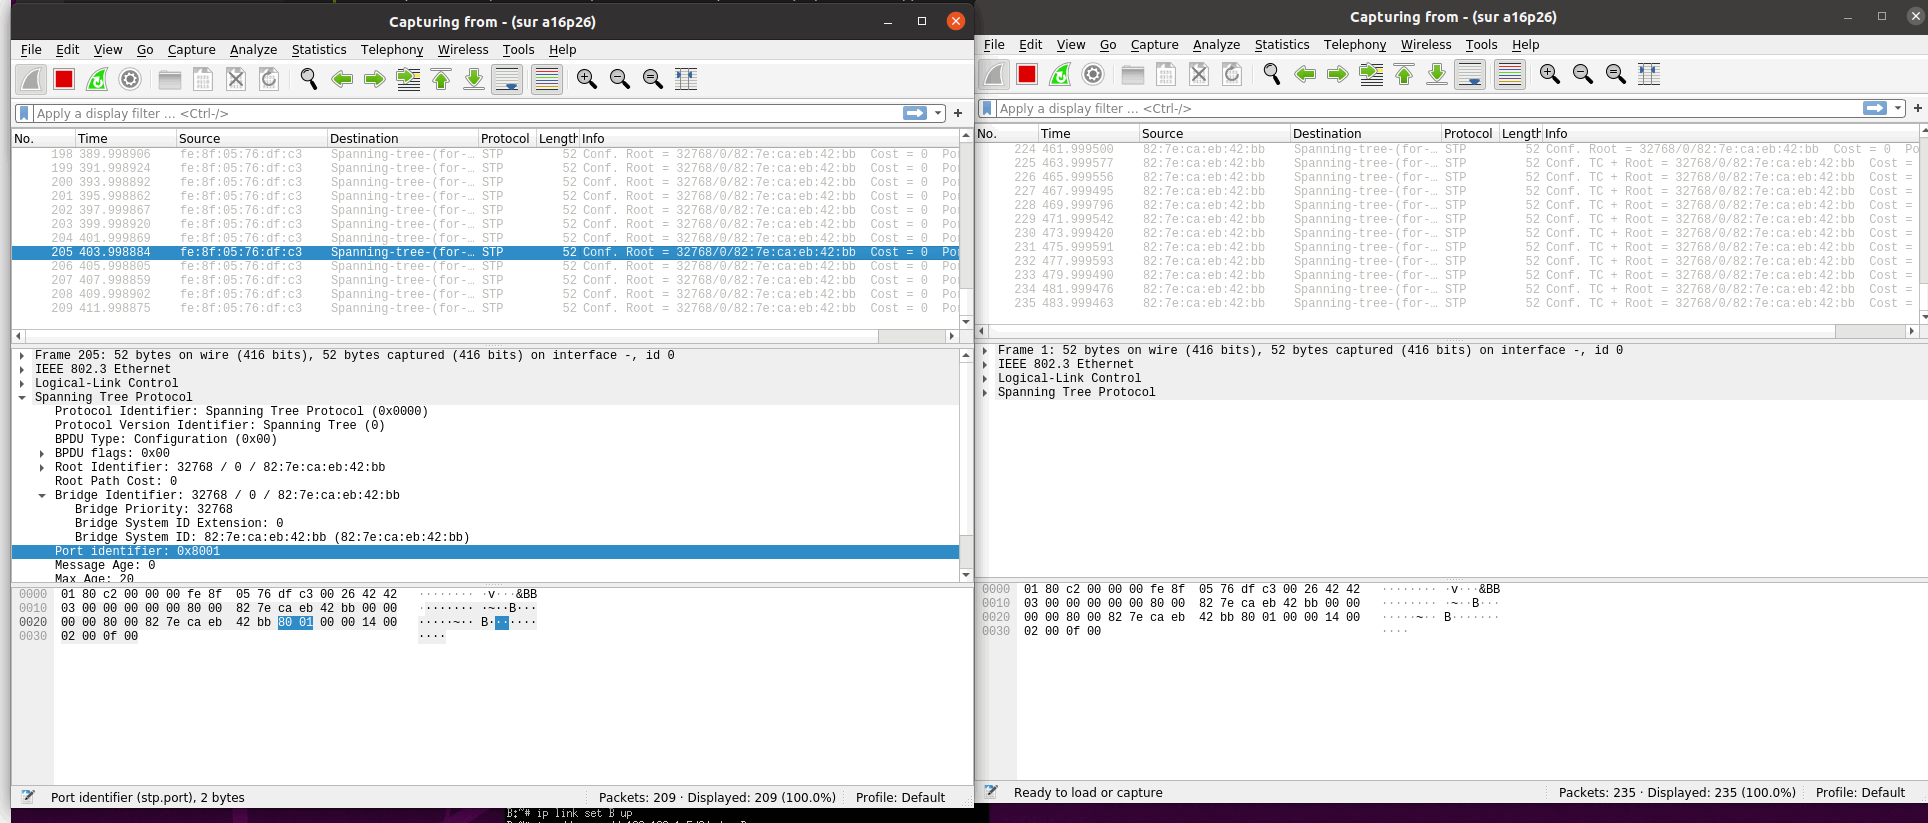 Capturing from - (sur a16p26)
File Edit View Go Capture Analyze Statistics Telephony Wireless Tools Help
Apply a display filter … <Ctrl-/>
No. Time Source Destination Protocol Length Info
198 389.998906 fe:8f:05:76:df:c3 Spanning-tree-(for-… STP 52 Conf. Root = 32768/0/82:7e:ca:eb:42:bb Cost = 0 Por
199 391.998924 fe:8f:05:76:df:c3 Spanning-tree-(for-… STP 52 Conf. Root = 32768/0/82:7e:ca:eb:42:bb Cost = 0 Por
200 393.998892 fe:8f:05:76:df:c3 Spanning-tree-(for-… STP 52 Conf. Root = 32768/0/82:7e:ca:eb:42:bb Cost = 0 Por
201 395.998862 fe:8f:05:76:df:c3 Spanning-tree-(for-… STP 52 Conf. Root = 32768/0/82:7e:ca:eb:42:bb Cost = 0 Por
202 397.999867 fe:8f:05:76:df:c3 Spanning-tree-(for-… STP 52 Conf. Root = 32768/0/82:7e:ca:eb:42:bb Cost = 0 Por
203 399.998920 fe:8f:05:76:df:c3 Spanning-tree-(for-… STP 52 Conf. Root = 32768/0/82:7e:ca:eb:42:bb Cost = 0 Por
204 401.999869 fe:8f:05:76:df:c3 Spanning-tree-(for-… STP 52 Conf. Root = 32768/0/82:7e:ca:eb:42:bb Cost = 0 Por
205 403.998884 fe:8f:05:76:df:c3 Spanning-tree-(for-… STP 52 Conf. Root = 32768/0/82:7e:ca:eb:42:bb Cost = 0 Por
206 405.998805 fe:8f:05:76:df:c3 Spanning-tree-(for-… STP 52 Conf. Root = 32768/0/82:7e:ca:eb:42:bb Cost = 0 Por
207 407.998859 fe:8f:05:76:df:c3 Spanning-tree-(for-… STP 52 Conf. Root = 32768/0/82:7e:ca:eb:42:bb Cost = 0 Por
208 409.998902 fe:8f:05:76:df:c3 Spanning-tree-(for-… STP 52 Conf. Root = 32768/0/82:7e:ca:eb:42:bb Cost = 0 Por
209 411.998875 fe:8f:05:76:df:c3 Spanning-tree-(for-… STP 52 Conf. Root = 32768/0/82:7e:ca:eb:42:bb Cost = 0 Por
Frame 205: 52 bytes on wire (416 bits), 52 bytes captured (416 bits) on interface -, id 0
IEEE 802.3 Ethernet
Logical-Link Control
Spanning Tree Protocol
Protocol Identifier: Spanning Tree Protocol (0x0000)
Protocol Version Identifier: Spanning Tree (0)
BPDU Type: Configuration (0x00)
BPDU flags: 0x00
Root Identifier: 32768 / 0 / 82:7e:ca:eb:42:bb
Root Path Cost: 0
Bridge Identifier: 32768 / 0 / 82:7e:ca:eb:42:bb
Bridge Priority: 32768
Bridge System ID Extension: 0
Bridge System ID: 82:7e:ca:eb:42:bb (82:7e:ca:eb:42:bb)
Port identifier: 0x8001
Message Age: 0
Max Age: 20
0000 01 80 c2 00 00 00 fe 8f 05 76 df c3 00 26 42 42 ········ ·v···&BB
0010 03 00 00 00 00 00 80 00 82 7e ca eb 42 bb 00 00 ········ ·~··B···
0020 00 00 80 00 82 7e ca eb 42 bb 80 01 00 00 14 00 ·····~·· B·······
0030 02 00 0f 00 ····
Port identifier (stp.port), 2 bytes Packets: 209 · Displayed: 209 (100.0%) Profile: Default
B:~# ip link set B up
Capturing from - (sur a16p26)
File Edit View Go Capture Analyze Statistics Telephony Wireless Tools Help
Apply a display filter … <Ctrl-/>
No. Time Source Destination Protocol Length Info
224 461.999500 82:7e:ca:eb:42:bb Spanning-tree-(for-… STP 52 Conf. Root = 32768/0/82:7e:ca:eb:42:bb Cost = 0 Po
225 463.999577 82:7e:ca:eb:42:bb Spanning-tree-(for-… STP 52 Conf. TC + Root = 32768/0/82:7e:ca:eb:42:bb Cost =
226 465.999556 82:7e:ca:eb:42:bb Spanning-tree-(for-… STP 52 Conf. TC + Root = 32768/0/82:7e:ca:eb:42:bb Cost =
227 467.999495 82:7e:ca:eb:42:bb Spanning-tree-(for-… STP 52 Conf. TC + Root = 32768/0/82:7e:ca:eb:42:bb Cost =
228 469.999796 82:7e:ca:eb:42:bb Spanning-tree-(for-… STP 52 Conf. TC + Root = 32768/0/82:7e:ca:eb:42:bb Cost =
229 471.999542 82:7e:ca:eb:42:bb Spanning-tree-(for-… STP 52 Conf. TC + Root = 32768/0/82:7e:ca:eb:42:bb Cost =
230 473.999420 82:7e:ca:eb:42:bb Spanning-tree-(for-… STP 52 Conf. TC + Root = 32768/0/82:7e:ca:eb:42:bb Cost =
231 475.999591 82:7e:ca:eb:42:bb Spanning-tree-(for-… STP 52 Conf. TC + Root = 32768/0/82:7e:ca:eb:42:bb Cost =
232 477.999593 82:7e:ca:eb:42:bb Spanning-tree-(for-… STP 52 Conf. TC + Root = 32768/0/82:7e:ca:eb:42:bb Cost =
233 479.999490 82:7e:ca:eb:42:bb Spanning-tree-(for-… STP 52 Conf. TC + Root = 32768/0/82:7e:ca:eb:42:bb Cost =
234 481.999476 82:7e:ca:eb:42:bb Spanning-tree-(for-… STP 52 Conf. TC + Root = 32768/0/82:7e:ca:eb:42:bb Cost =
235 483.999463 82:7e:ca:eb:42:bb Spanning-tree-(for-… STP 52 Conf. TC + Root = 32768/0/82:7e:ca:eb:42:bb Cost =
Frame 1: 52 bytes on wire (416 bits), 52 bytes captured (416 bits) on interface -, id 0
IEEE 802.3 Ethernet
Logical-Link Control
Spanning Tree Protocol
0000 01 80 c2 00 00 00 fe 8f 05 76 df c3 00 26 42 42 ········ ·v···&BB
0010 03 00 00 00 00 00 80 00 82 7e ca eb 42 bb 00 00 ········ ·~··B···
0020 00 00 80 00 82 7e ca eb 42 bb 80 01 00 00 14 00 ·····~·· B·······
0030 02 00 0f 00 ····
Ready to load or capture Packets: 235 · Displayed: 235 (100.0%) Profile: Default